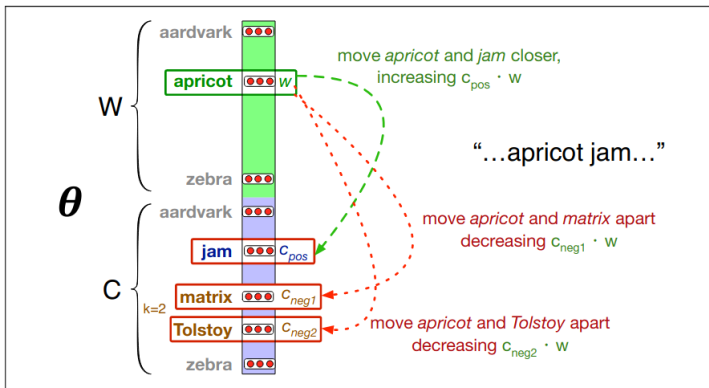 aardvark
move apricot and jam closer,
increasing cpos · w
apricot w
W
"...apricot jam..."
zebra
θ
aardvark
move apricot and matrix apart
decreasing cneg1 · w
jam cpos
C
matrix cneg1
k=2
Tolstoy cneg2
move apricot and Tolstoy apart
decreasing cneg2 · w
zebra